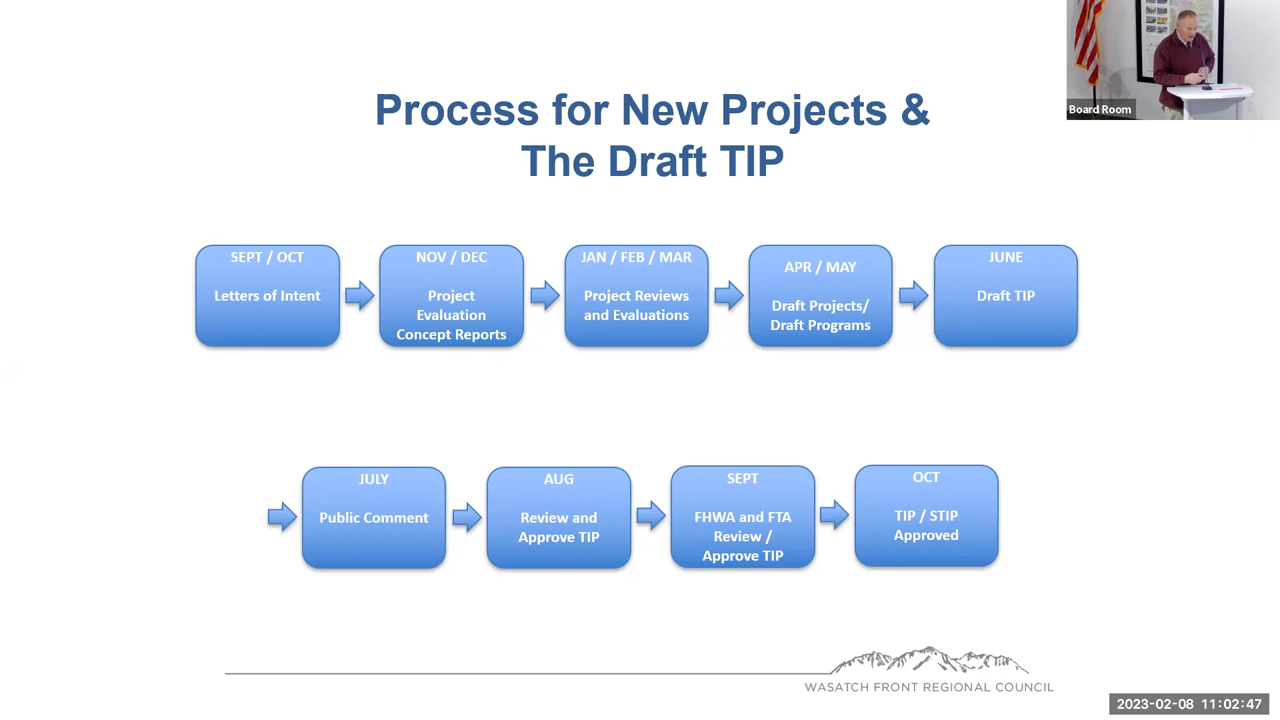 Board Room
Process for New Projects &
The Draft TIP
SEPT / OCT
Letters of Intent
NOV / DEC
Project
Evaluation
Concept Reports
JAN / FEB / MAR
Project Reviews
and Evaluations
APR / MAY
Draft Projects/
Draft Programs
JUNE
Draft TIP
JULY
Public Comment
AUG
Review and
Approve TIP
SEPT
FHWA and FTA
Review /
Approve TIP
OCT
TIP / STIP
Approved
WASATCH FRONT REGIONAL COUNCIL
2023-02-08 11:02:47